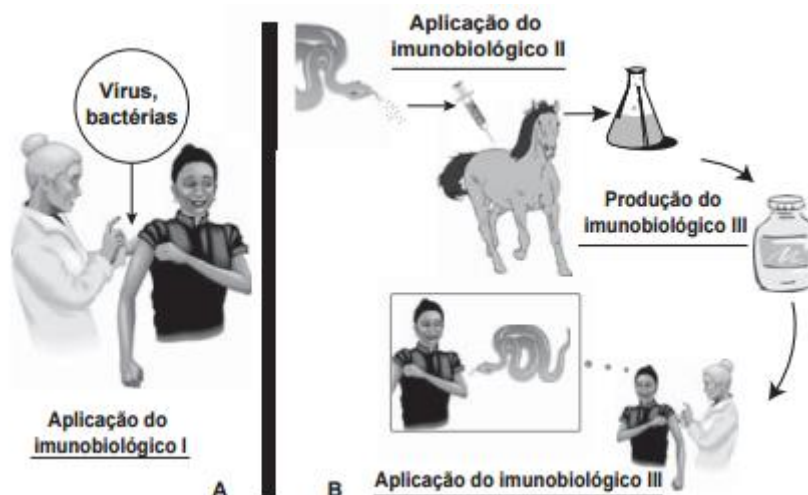 Aplicação do
imunobiológico II
Vírus,
bactérias
Produção do
imunobiológico III
Aplicação do
imunobiológico I
A
B
Aplicação do imunobiológico III